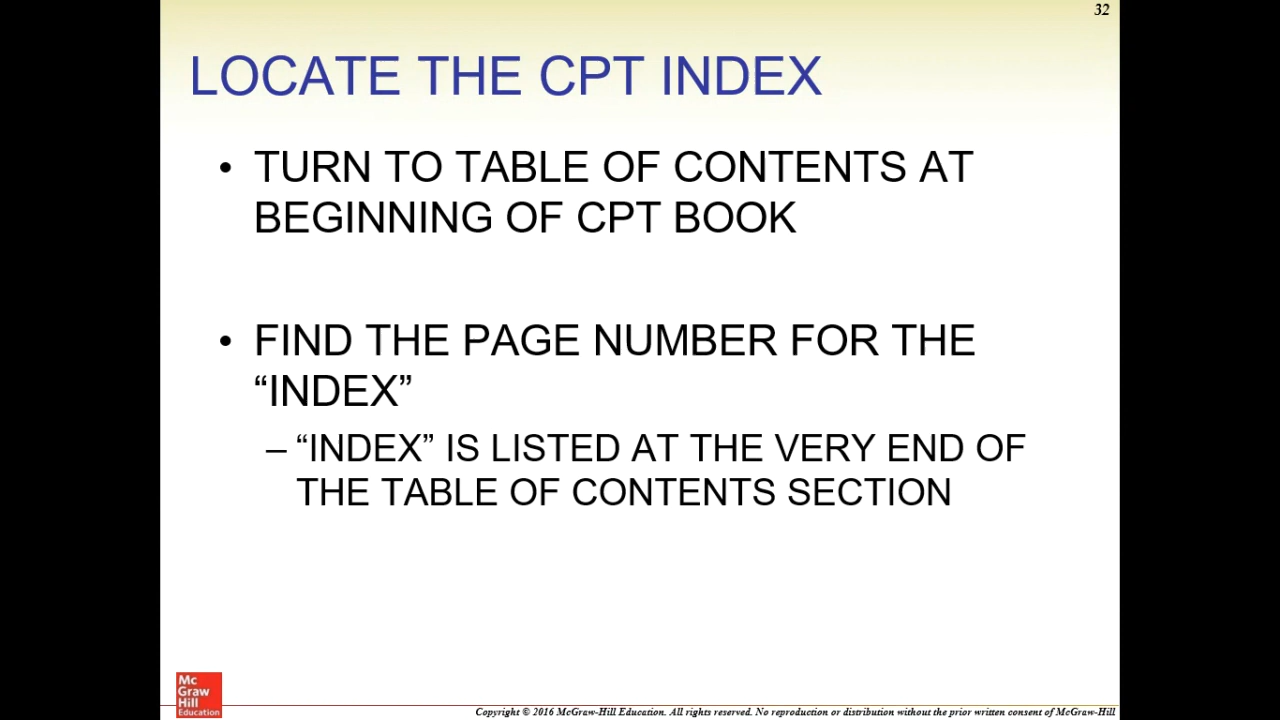 32
LOCATE THE CPT INDEX
• TURN TO TABLE OF CONTENTS AT
BEGINNING OF CPT BOOK
• FIND THE PAGE NUMBER FOR THE
“INDEX”
– “INDEX” IS LISTED AT THE VERY END OF
THE TABLE OF CONTENTS SECTION
Mc
Graw
Hill
Education
Copyright © 2016 McGraw-Hill Education. All rights reserved. No reproduction or distribution without the prior written consent of McGraw-Hill